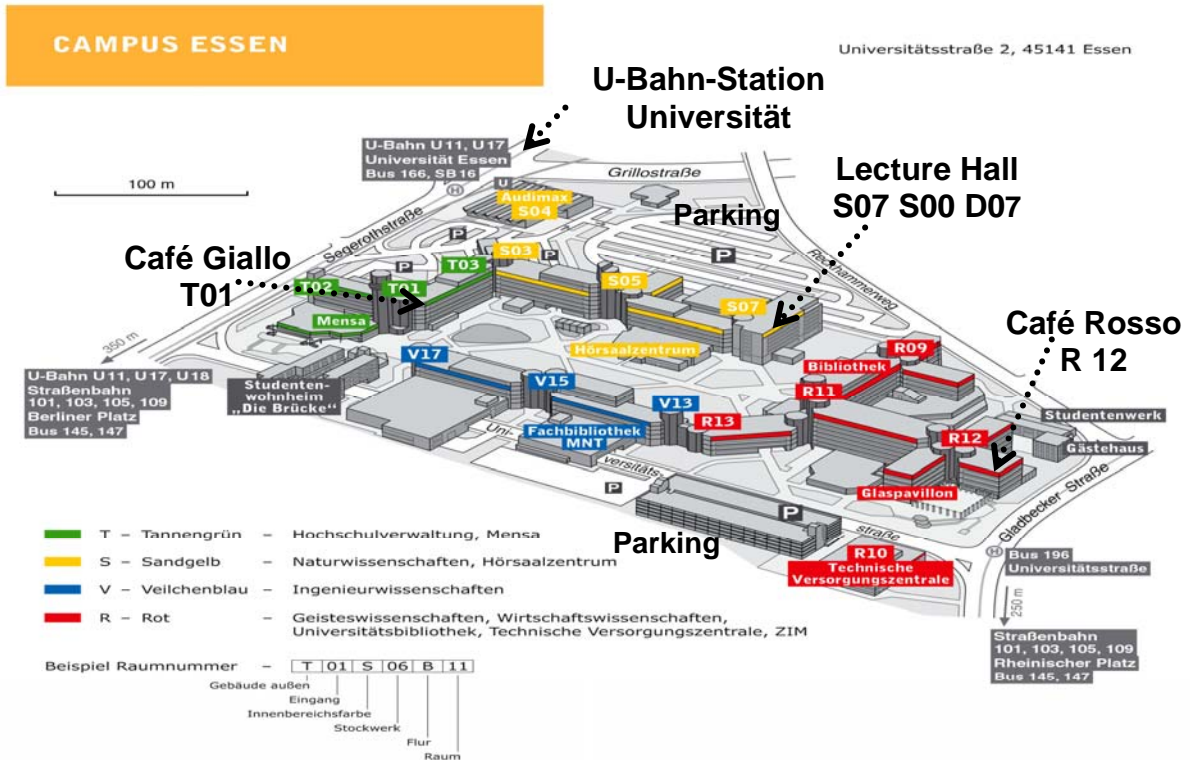 CAMPUS ESSEN
Universitätsstraße 2, 45141 Essen
U-Bahn-Station
Universität
U-Bahn U11, U17
Universität Essen
Bus 166, SB16
H
100 m
Grillostraße
Lecture Hall
S07 S00 D07
U
Audimax
S04
Parking
Segerothstraße
P
Reckhammerweg
Café Giallo
T01
P
S03
P
T03
P
T02
T01
S05
S07
Mensa
Café Rosso
R 12
350 m
V17
Hörsaalzentrum
R09
Bibliothek
U-Bahn U11, U17, U18
Straßenbahn
101, 103, 105, 109
Berliner Platz
Bus 145, 147
Studenten-
wohnheim
„Die Brücke“
V15
R11
V13
R13
Studentenwerk
Uni-
Fachbibliothek
MNT
R12
Gästehaus
versitäts-
P
Glaspavillon
P
straße
Gladbecker Straße
Parking
H
Bus 196
Universitätsstraße
R10
Technische
Versorgungszentrale
250 m
Straßenbahn
101, 103, 105, 109
Rheinischer Platz
Bus 145, 147
T – Tannengrün – Hochschulverwaltung, Mensa
S – Sandgelb – Naturwissenschaften, Hörsaalzentrum
V – Veilchenblau – Ingenieurwissenschaften
R – Rot – Geisteswissenschaften, Wirtschaftswissenschaften,
Universitätsbibliothek, Technische Versorgungszentrale, ZIM
Beispiel Raumnummer – T 01 S 06 B 11
Gebäude außen
Eingang
Innenbereichsfarbe
Stockwerk
Flur
Raum